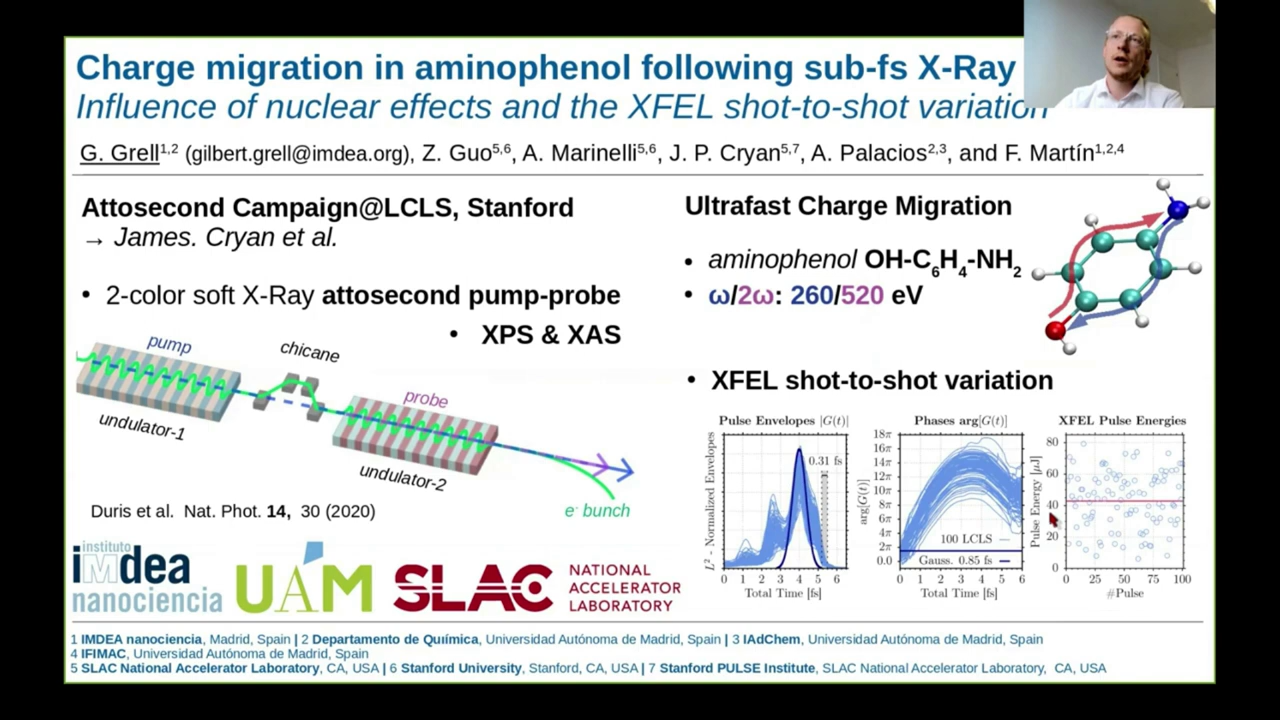 Charge migration in aminophenol following sub-fs X-Ray
Influence of nuclear effects and the XFEL shot-to-shot variation
G. Grell1,2 (gilbert.grell@imdea.org), Z. Guo5,6, A. Marinelli5,6, J. P. Cryan5,7, A. Palacios2,3, and F. Martín1,2,4
Attosecond Campaign@LCLS, Stanford
→ James. Cryan et al.
• 2-color soft X-Ray attosecond pump-probe
• XPS & XAS
pump
chicane
probe
undulator-1
undulator-2
e- bunch
Duris et al. Nat. Phot. 14, 30 (2020)
Ultrafast Charge Migration
• aminophenol OH-C6H4-NH2
• ω/2ω: 260/520 eV
• XFEL shot-to-shot variation
Pulse Envelopes |G(t)|
L2 - Normalized Envelopes
0.31 fs
0 1 2 3 4 5 6
Total Time [fs]
Phases arg[G(t)]
arg[G(t)]
18π
16π
14π
12π
10π
8π
6π
4π
2π
0.0
100 LCLS
Gauss. 0.85 fs
0 1 2 3 4 5 6
Total Time [fs]
XFEL Pulse Energies
Pulse Energy [μJ]
80
60
40
20
0
0 25 50 75 100
#Pulse
instituto
imdea
nanociencia
UAM
SLAC
NATIONAL
ACCELERATOR
LABORATORY
1 IMDEA nanociencia, Madrid, Spain | 2 Departamento de Química, Universidad Autónoma de Madrid, Spain | 3 IAdChem, Universidad Autónoma de Madrid, Spain
4 IFIMAC, Universidad Autónoma de Madrid, Spain
5 SLAC National Accelerator Laboratory, CA, USA | 6 Stanford University, Stanford, CA, USA | 7 Stanford PULSE Institute, SLAC National Accelerator Laboratory, CA, USA